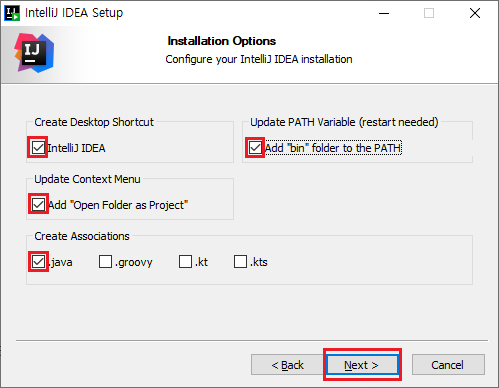 IntelliJ IDEA Setup
IJ
Installation Options
Configure your IntelliJ IDEA installation
Create Desktop Shortcut
IntelliJ IDEA
Update PATH Variable (restart needed)
Add "bin" folder to the PATH
Update Context Menu
Add "Open Folder as Project"
Create Associations
.java .groovy .kt .kts
< Back Next > Cancel